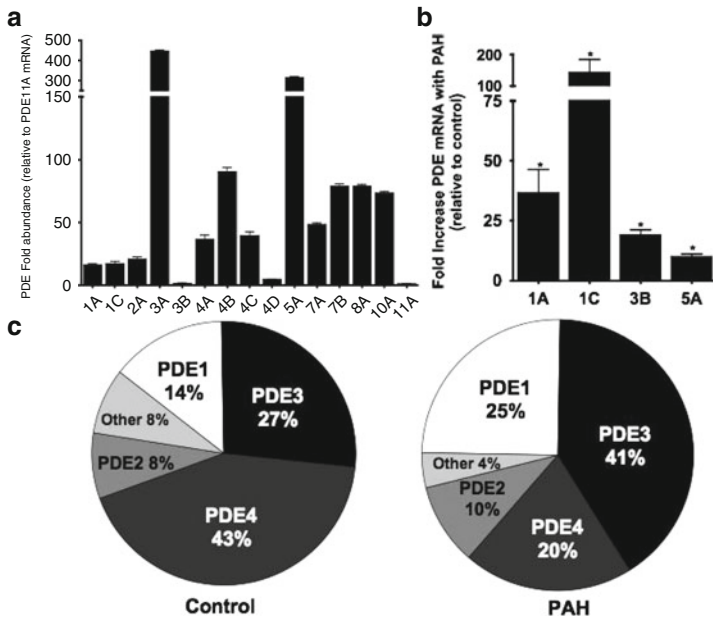 a
PDE Fold abundance (relative to PDE11A mRNA)
500
400
300
150
100
50
0
1A 1C 2A 3A 3B 4A 4B 4C 4D 5A 7A 7B 8A 10A 11A
b
Fold Increase PDE mRNA with PAH
(relative to control)
200
100
75
50
25
0
* * * *
1A 1C 3B 5A
c
PDE1
14%
PDE3
27%
Other 8%
PDE2 8%
PDE4
43%
Control
PDE1
25%
PDE3
41%
Other 4%
PDE2
10%
PDE4
20%
PAH